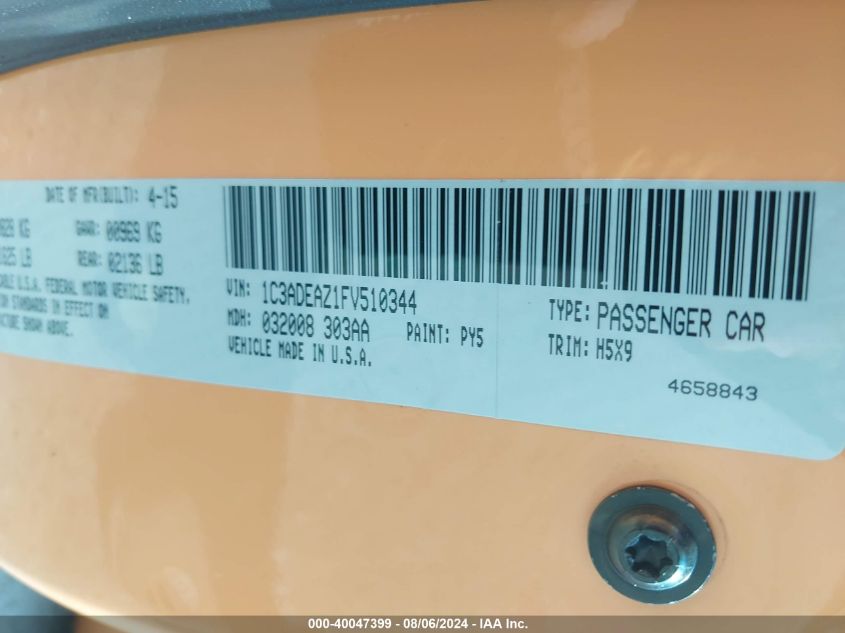 DATE OF MFR(BUILT): 4-15
KG GAWR: 00969 KG
LB REAR: 02136 LB
U.S.A. FEDERAL MOTOR VEHICLE SAFETY,
STANDARDS IN EFFECT ON
SHOWN ABOVE.
VIN: 1C3ADEAZ1FV510344
MDH: 032008 303AA PAINT: PY5
VEHICLE MADE IN U.S.A.
TYPE: PASSENGER CAR
TRIM: H5X9
4658843
000-40047399 - 08/06/2024 - IAA Inc.